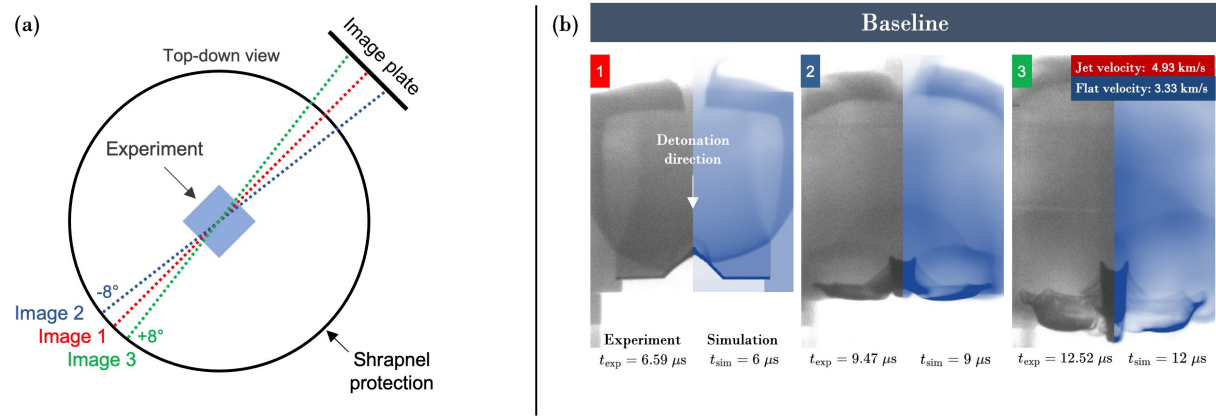 (a)
Top-down view
Image plate
Experiment
-8°
Image 2
Image 1
+8°
Image 3
Shrapnel
protection
(b)
Baseline
1
2
3
Jet velocity: 4.93 km/s
Flat velocity: 3.33 km/s
Detonation
direction
Experiment
Simulation
t_exp = 6.59 μs
t_sim = 6 μs
t_exp = 9.47 μs
t_sim = 9 μs
t_exp = 12.52 μs
t_sim = 12 μs